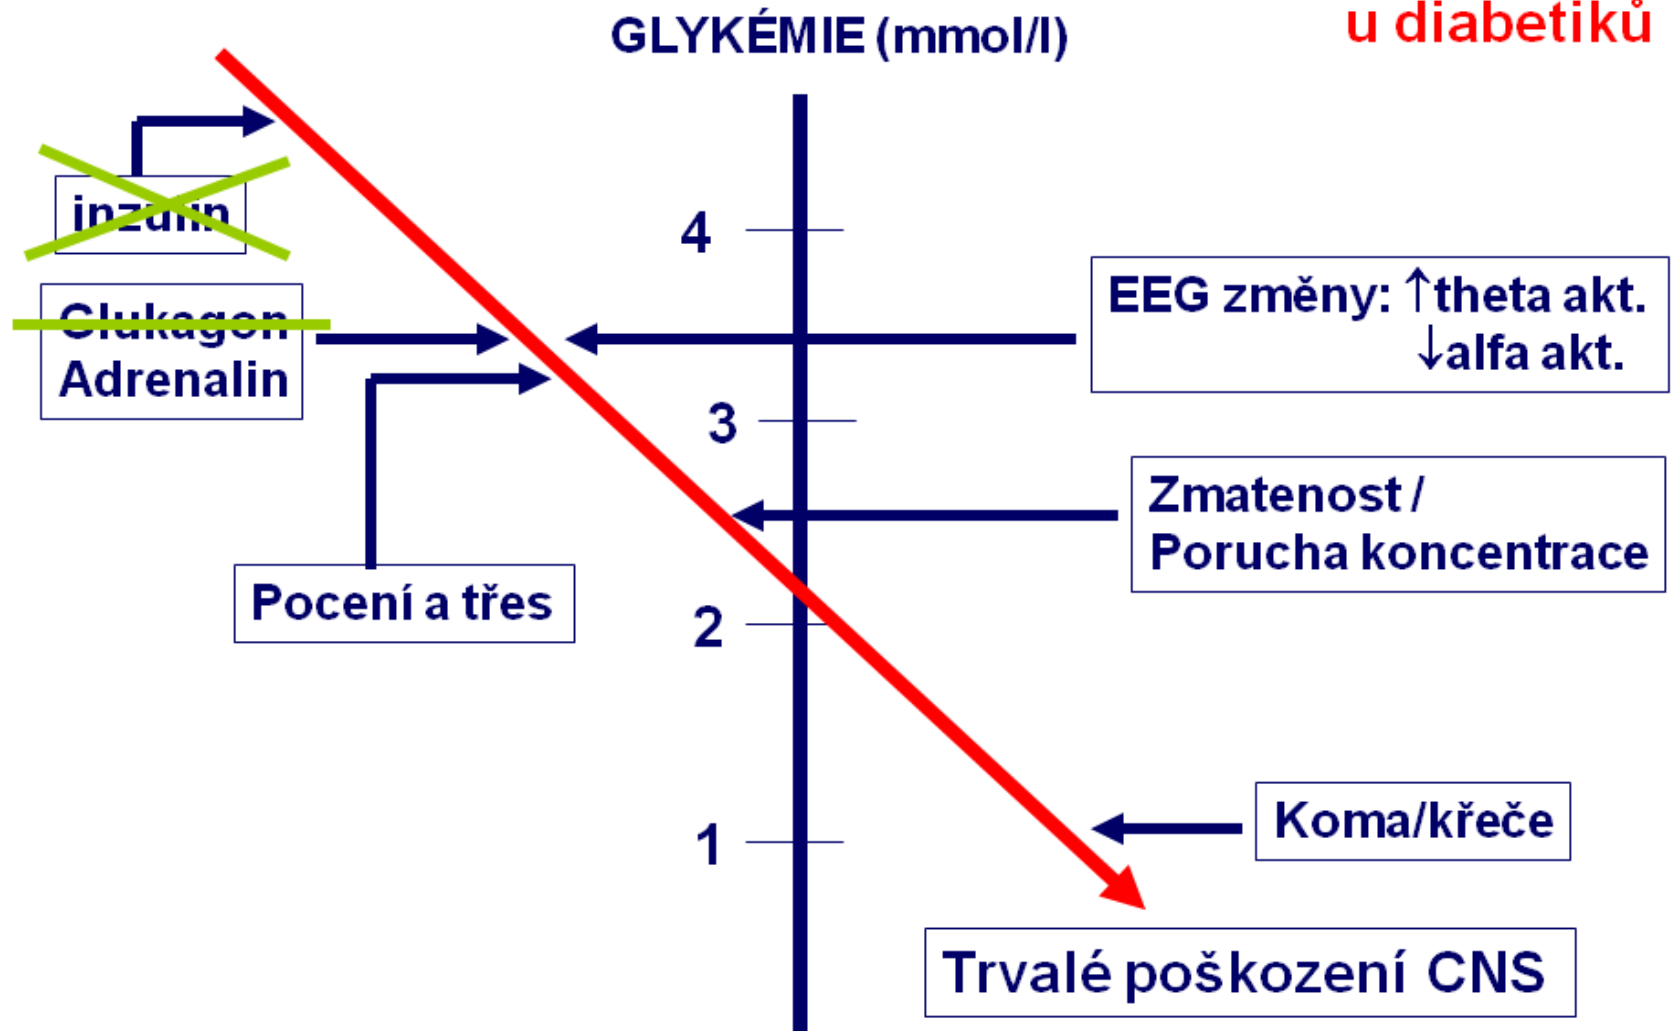 GLYKÉMIE (mmol/l)
u diabetiků
inzulin
Glukagon
Adrenalin
Pocení a třes
4
3
2
1
EEG změny: ↑theta akt.
↓alfa akt.
Zmatenost /
Porucha koncentrace
Koma/křeče
Trvalé poškození CNS